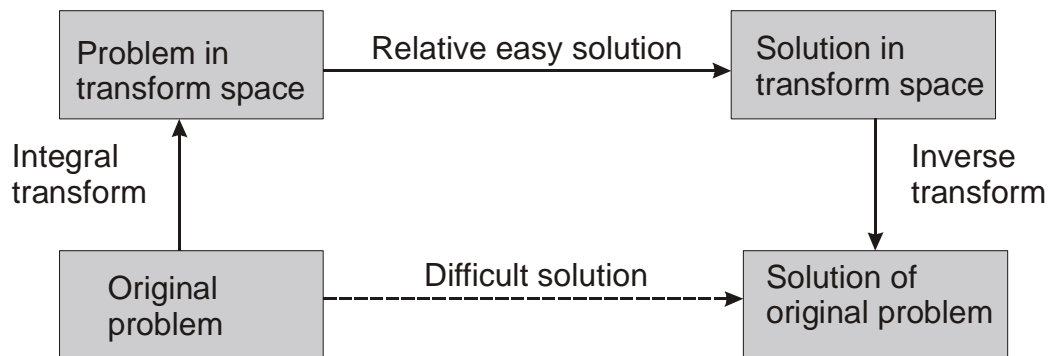 Problem in
transform space
Relative easy solution
Solution in
transform space
Integral
transform
Inverse
transform
Original
problem
Difficult solution
Solution of
original problem